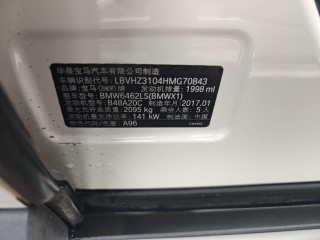 华晨宝马汽车有限公司制造
车辆识别代号: LBVHZ3104HMG70843
品牌: 宝马(BMW)牌 发动机排量: 1998 ml
型号: BMW6462LS(BMWX1)
发动机型号: B48A20C 制造年月 2017.01
最大允许总质量: 2095 kg 乘坐人数: 5 人
发动机最大净功率: 141 kW 制造国: 中国
A96